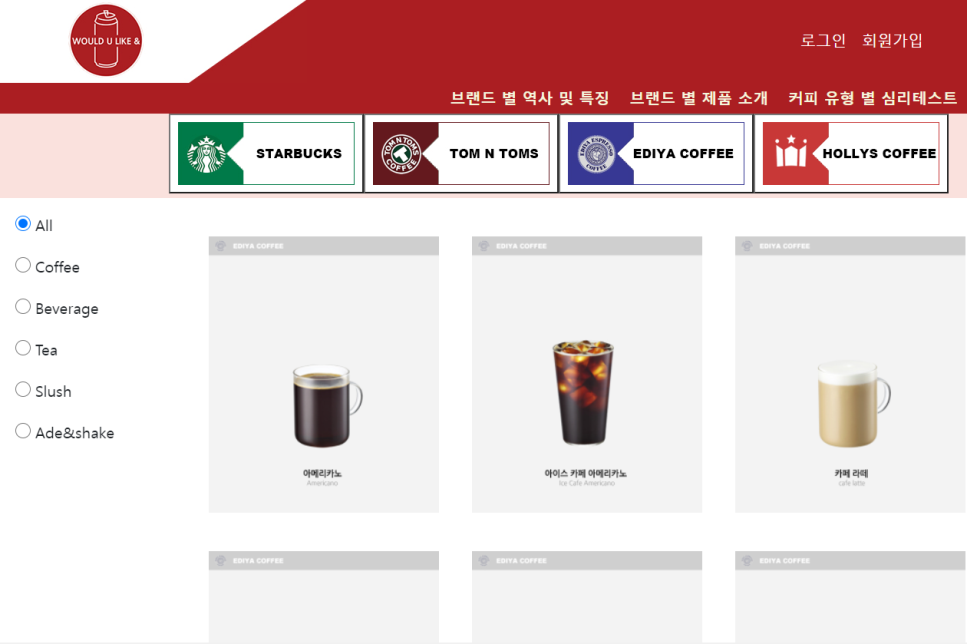 WOULD U LIKE &
로그인 회원가입
브랜드 별 역사 및 특징 브랜드 별 제품 소개 커피 유형 별 심리테스트
STARBUCKS
TOM N TOMS COFFEE
TOM N TOMS
EDIYA ESPRESSO COFFEE
EDIYA COFFEE
HOLLYS COFFEE
All
Coffee
Beverage
Tea
Slush
Ade&shake
EDIYA COFFEE EDIYA COFFEE EDIYA COFFEE
아메리카노
Americano
아이스 카페 아메리카노
Ice Cafe Americano
카페 라떼
cafe latte
EDIYA COFFEE EDIYA COFFEE EDIYA COFFEE